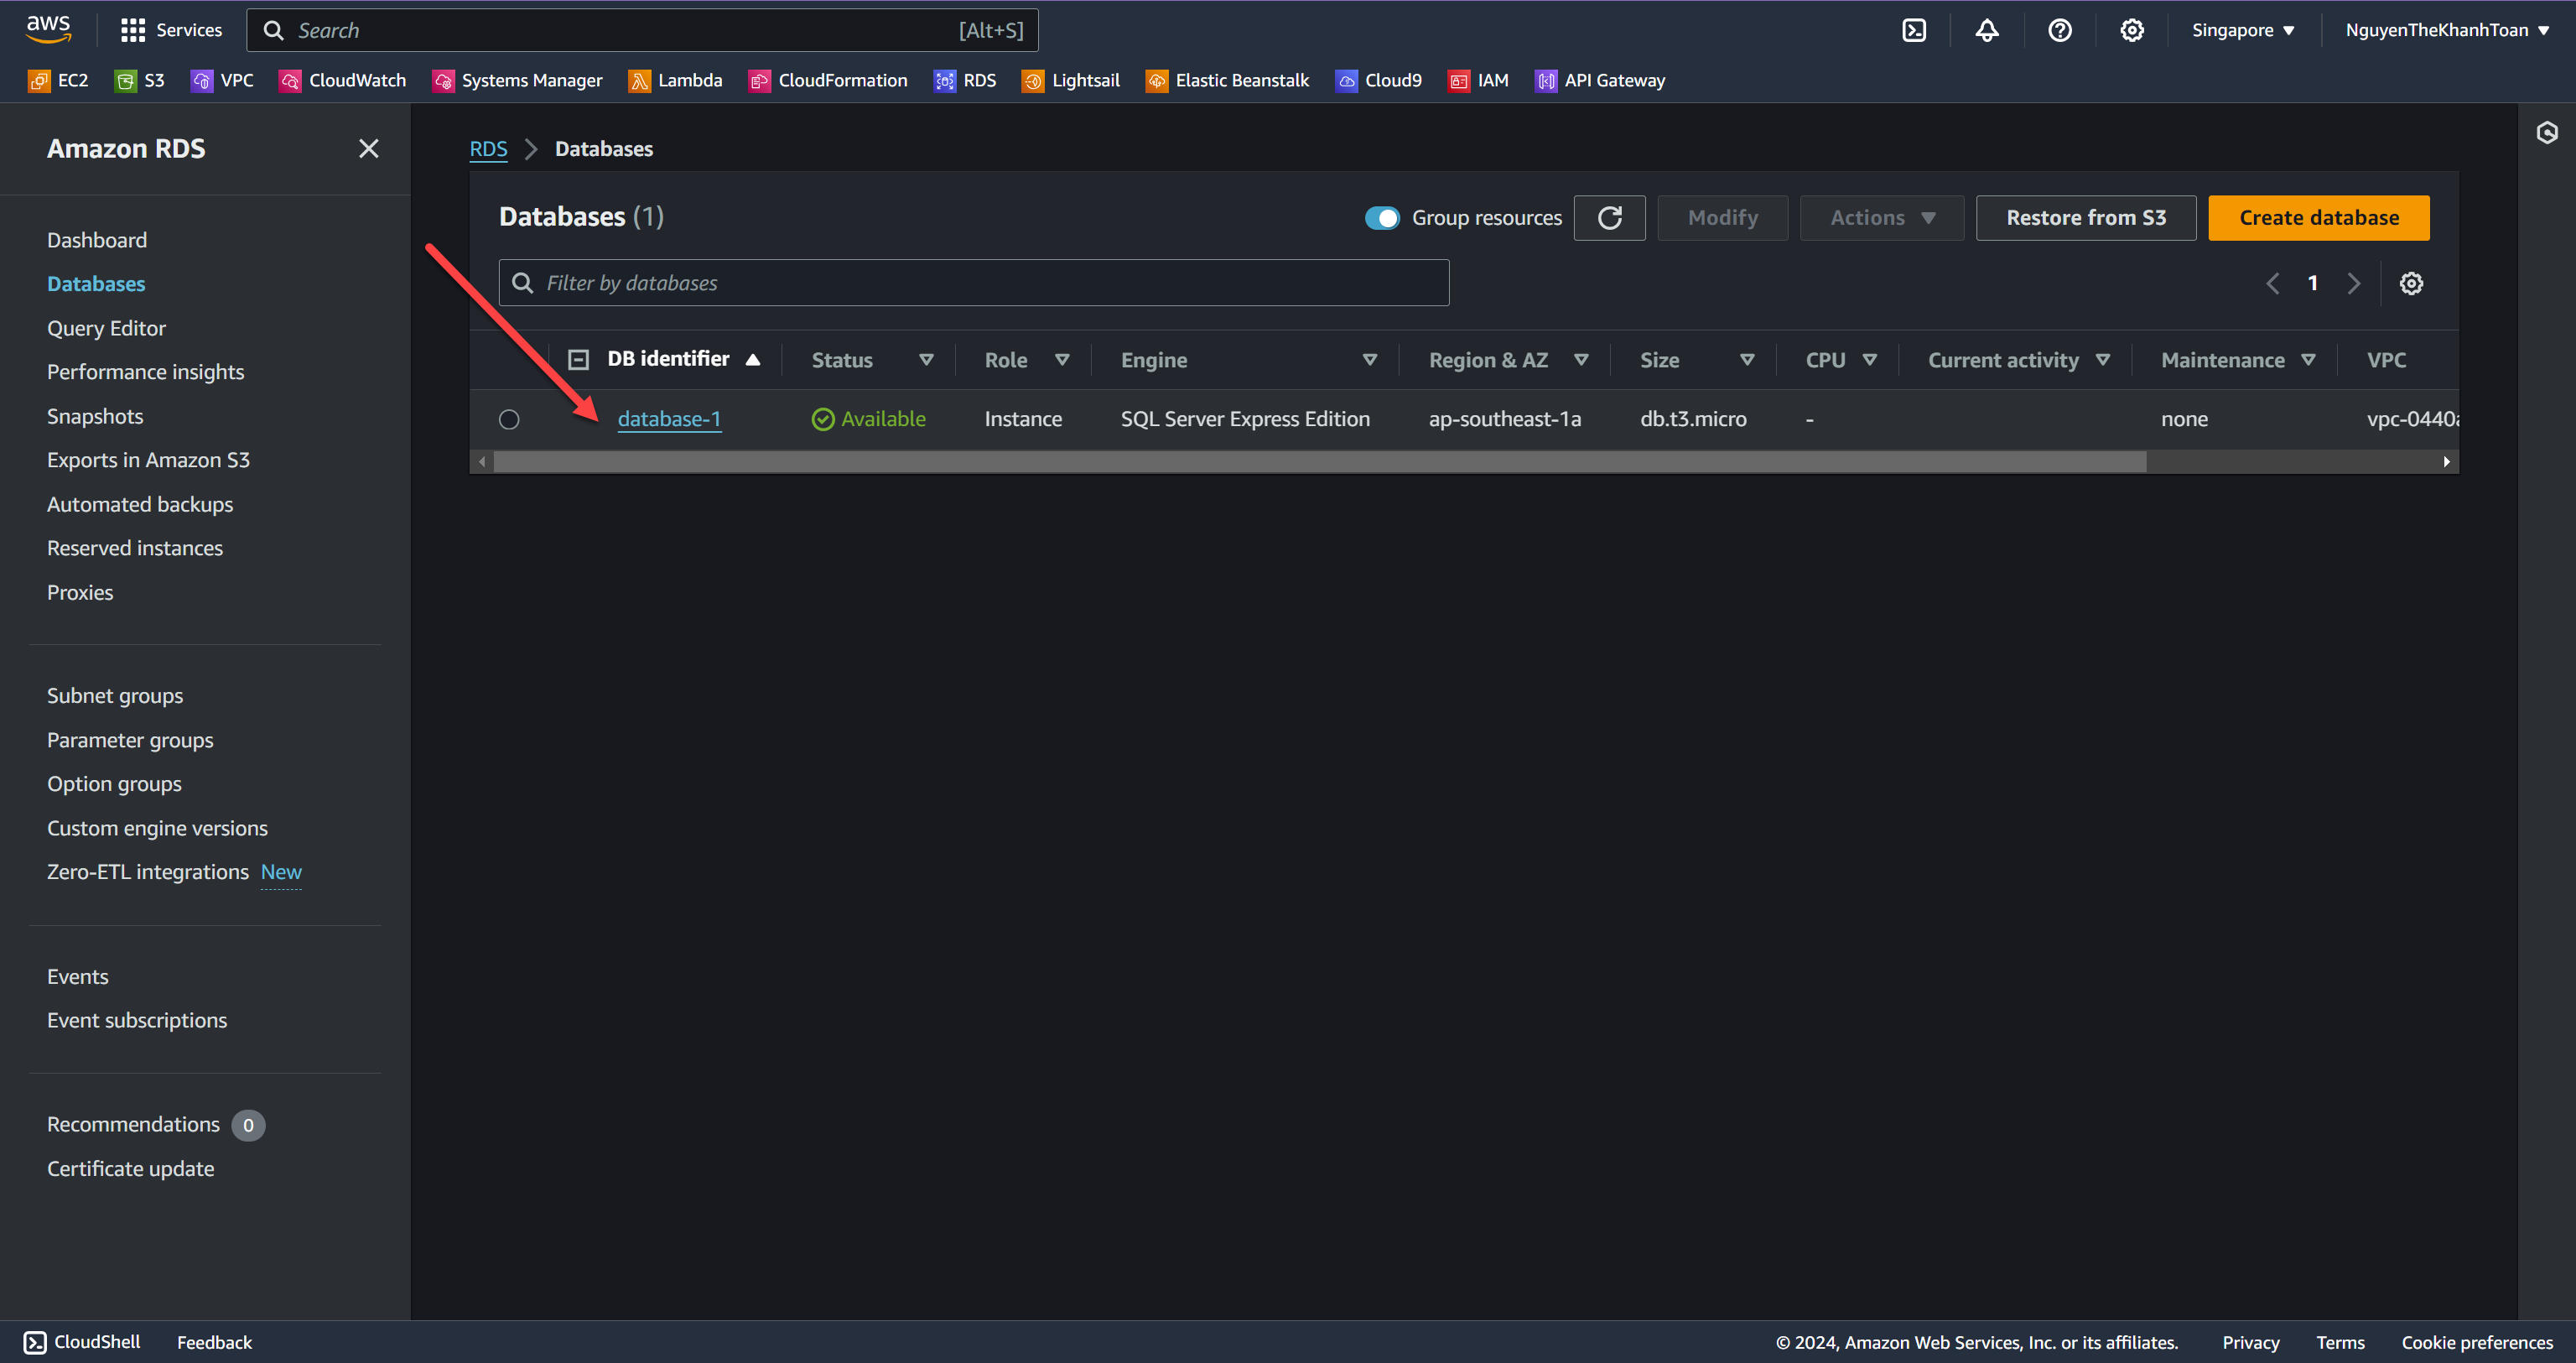 aws Services Search [Alt+S] Singapore NguyenTheKhanhToan
EC2 S3 VPC CloudWatch Systems Manager Lambda CloudFormation RDS Lightsail Elastic Beanstalk Cloud9 IAM API Gateway
Amazon RDS
Dashboard
Databases
Query Editor
Performance insights
Snapshots
Exports in Amazon S3
Automated backups
Reserved instances
Proxies
Subnet groups
Parameter groups
Option groups
Custom engine versions
Zero-ETL integrations New
Events
Event subscriptions
Recommendations 0
Certificate update
RDS Databases
Databases (1) Group resources Modify Actions Restore from S3 Create database
Filter by databases 1
DB identifier Status Role Engine Region & AZ Size CPU Current activity Maintenance VPC
database-1 Available Instance SQL Server Express Edition ap-southeast-1a db.t3.micro - none vpc-0440
CloudShell Feedback © 2024, Amazon Web Services, Inc. or its affiliates. Privacy Terms Cookie preferences